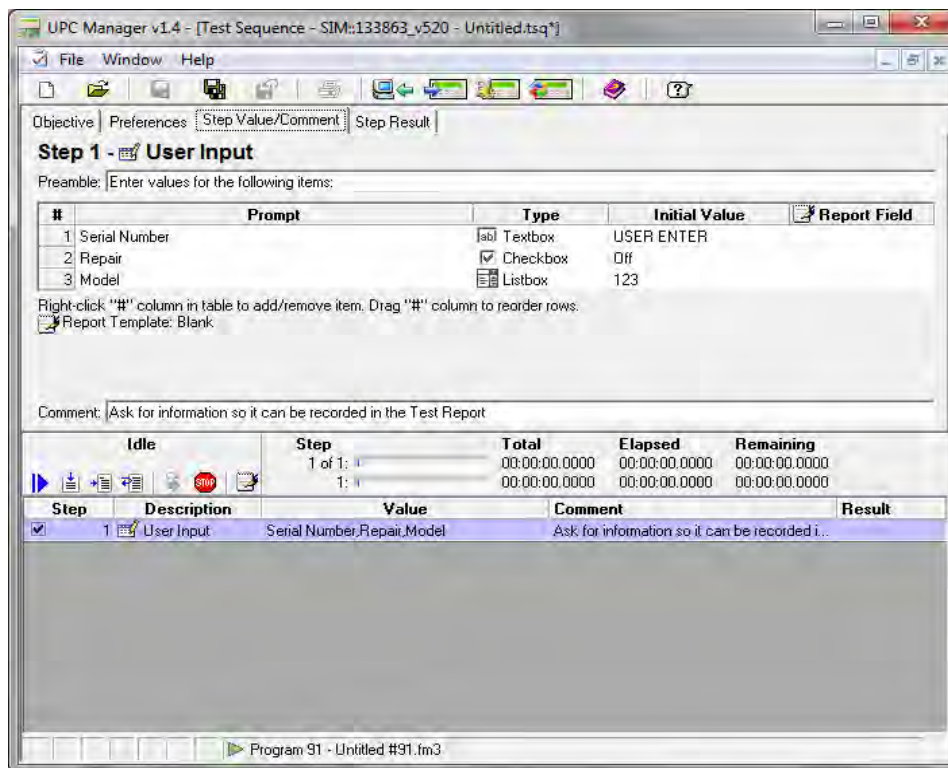 UPC Manager v1.4 - [Test Sequence - SIM::133863_v520 - Untitled.tsq*]
File Window Help
Objective Preferences Step Value/Comment Step Result
Step 1 - User Input
Preamble: Enter values for the following items:
# Prompt Type Initial Value Report Field
1 Serial Number ab Textbox USER ENTER
2 Repair Checkbox Off
3 Model Listbox 123
Right-click "#" column in table to add/remove item. Drag "#" column to reorder rows.
Report Template: Blank
Comment: Ask for information so it can be recorded in the Test Report
Idle Step Total Elapsed Remaining
1 of 1: 00:00:00.0000 00:00:00.0000 00:00:00.0000
STOP 1: 00:00:00.0000 00:00:00.0000 00:00:00.0000
Step Description Value Comment Result
1 User Input Serial Number,Repair,Model Ask for information so it can be recorded i...
Program 91 - Untitled #91.fm3